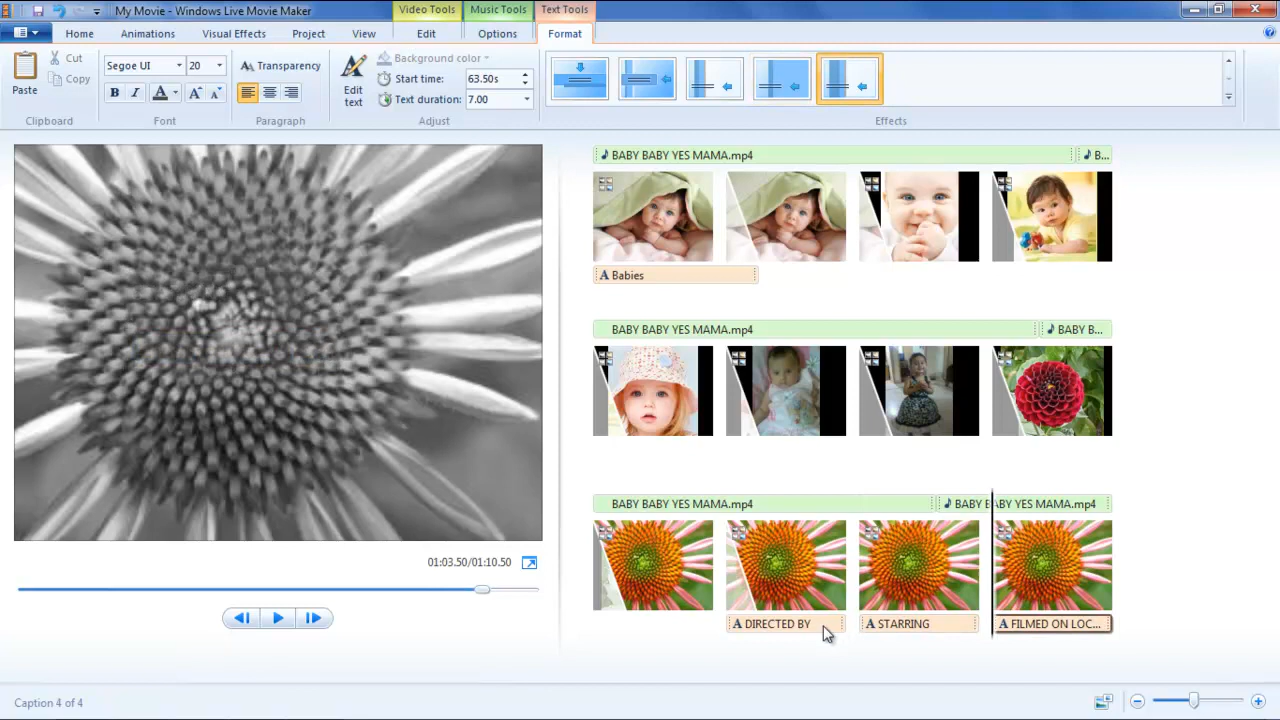 My Movie - Windows Live Movie Maker
Video Tools
Music Tools
Text Tools
Home
Animations
Visual Effects
Project
View
Edit
Options
Format
Paste
Cut
Copy
Clipboard
Segoe UI
20
Transparency
B
I
A
A
A
Font
Paragraph
Edit text
Background color
Start time:
63.50s
Text duration:
7.00
Adjust
Effects
BABY BABY YES MAMA.mp4
B...
A Babies
BABY BABY YES MAMA.mp4
BABY B...
BABY BABY YES MAMA.mp4
BABY BABY YES MAMA.mp4
A DIRECTED BY
A STARRING
A FILMED ON LOC...
01:03.50/01:10.50
Caption 4 of 4